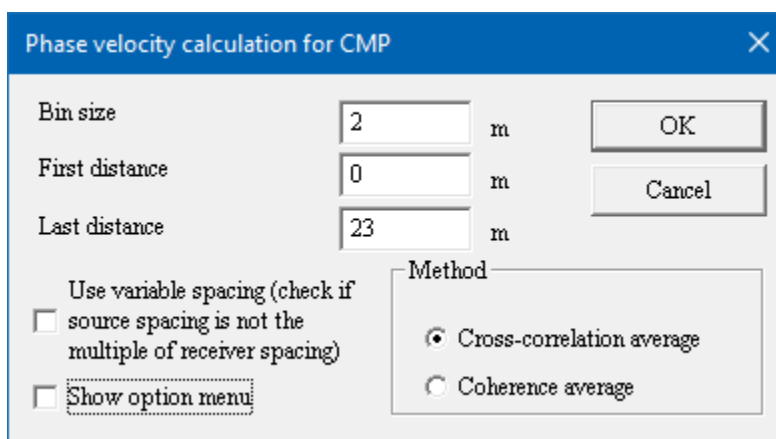 Phase velocity calculation for CMP
Bin size
2
m
OK
First distance
0
m
Cancel
Last distance
23
m
Use variable spacing (check if
source spacing is not the
multiple of receiver spacing)
Show option menu
Method
Cross-correlation average
Coherence average